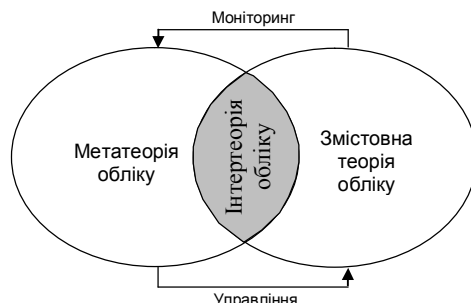 Моніторинг
Метатеорія
обліку
Інтертеорія
обліку
Змістовна
теорія
обліку
Управління